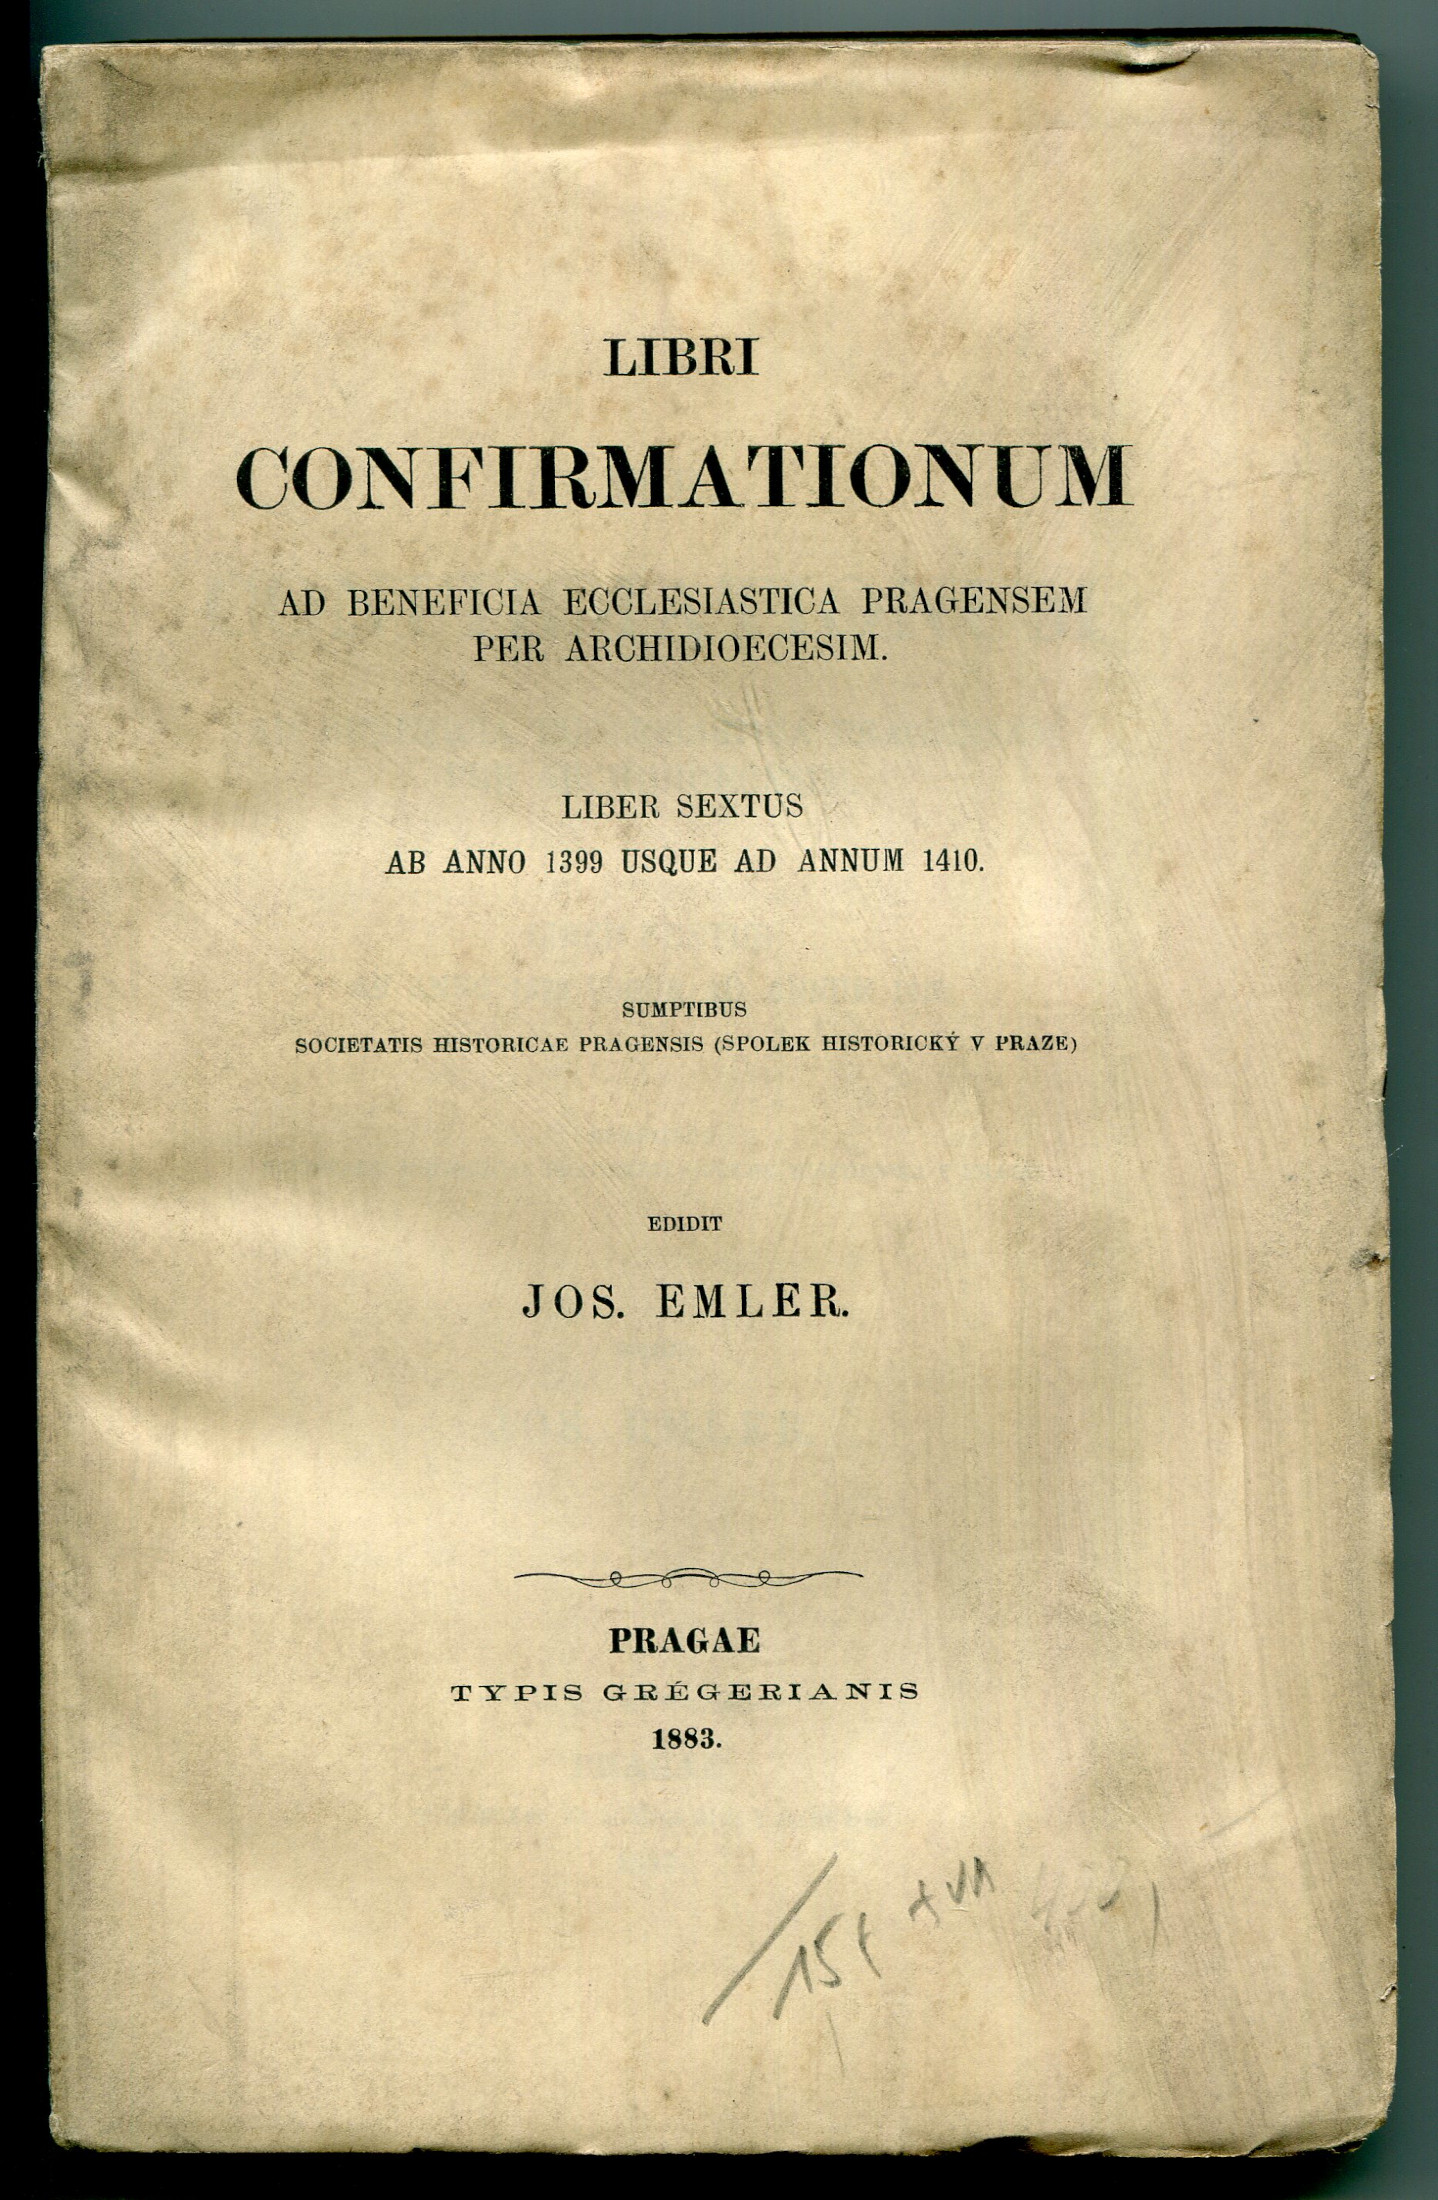 LIBRI
CONFIRMATIONUM
AD BENEFICIA ECCLESIASTICA PRAGENSEM
PER ARCHIDIOECESIM.
LIBER SEXTUS
AB ANNO 1399 USQUE AD ANNUM 1410.
SUMPTIBUS
SOCIETATIS HISTORICAE PRAGENSIS (SPOLEK HISTORICKÝ V PRAZE)
EDIDIT
JOS. EMLER.
PRAGAE
TYPIS GRÉGERIANIS
1883.